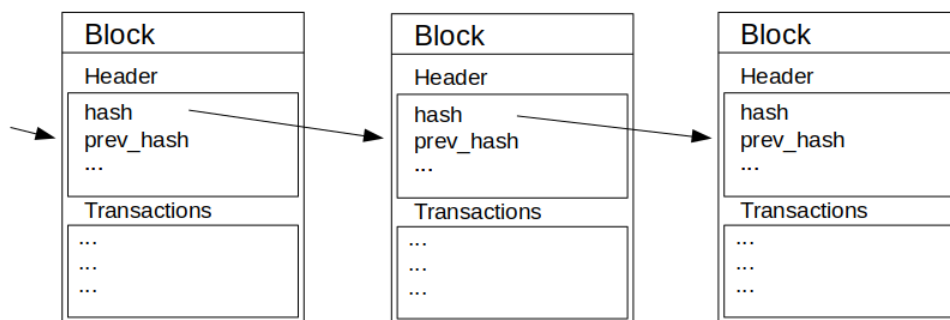 Block
Header
hash
prev_hash
...
Transactions
...
...
...
Block
Header
hash
prev_hash
...
Transactions
...
...
...
Block
Header
hash
prev_hash
...
Transactions
...
...
...